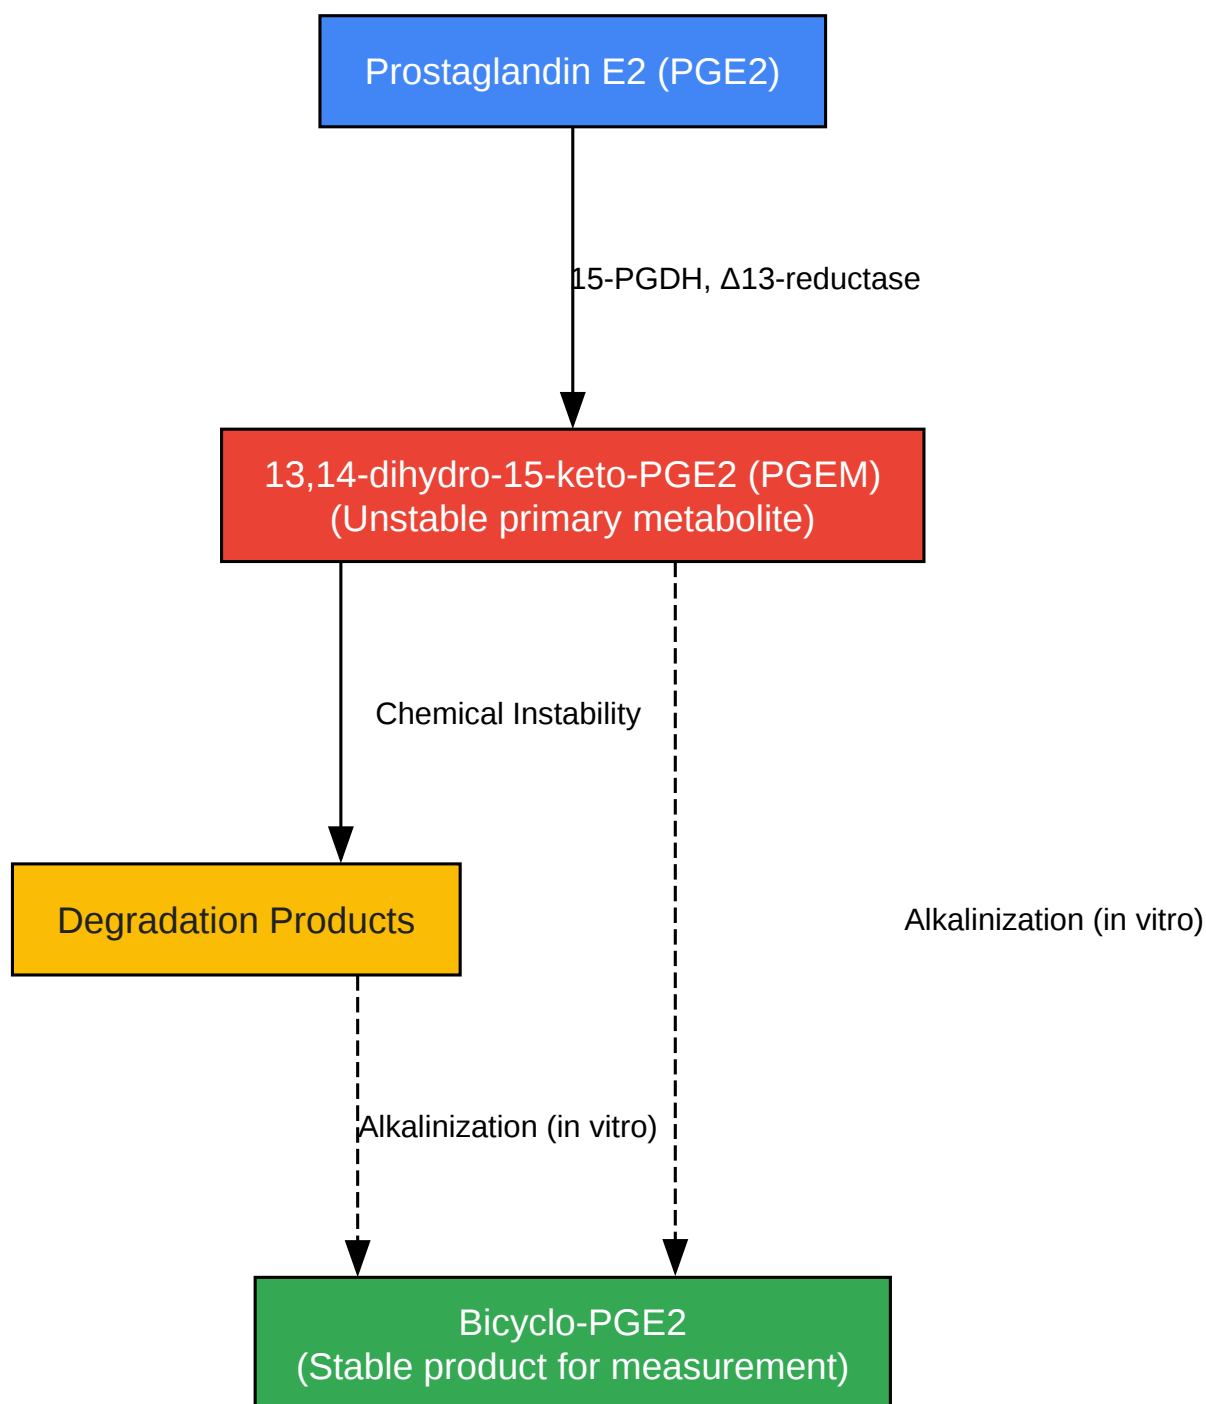 Prostaglandin E2 (PGE2)
15-PGDH, Δ13-reductase
13,14-dihydro-15-keto-PGE2 (PGEM)
(Unstable primary metabolite)
Chemical Instability
Degradation Products
Alkalinization (in vitro)
Alkalinization (in vitro)
Bicyclo-PGE2
(Stable product for measurement)